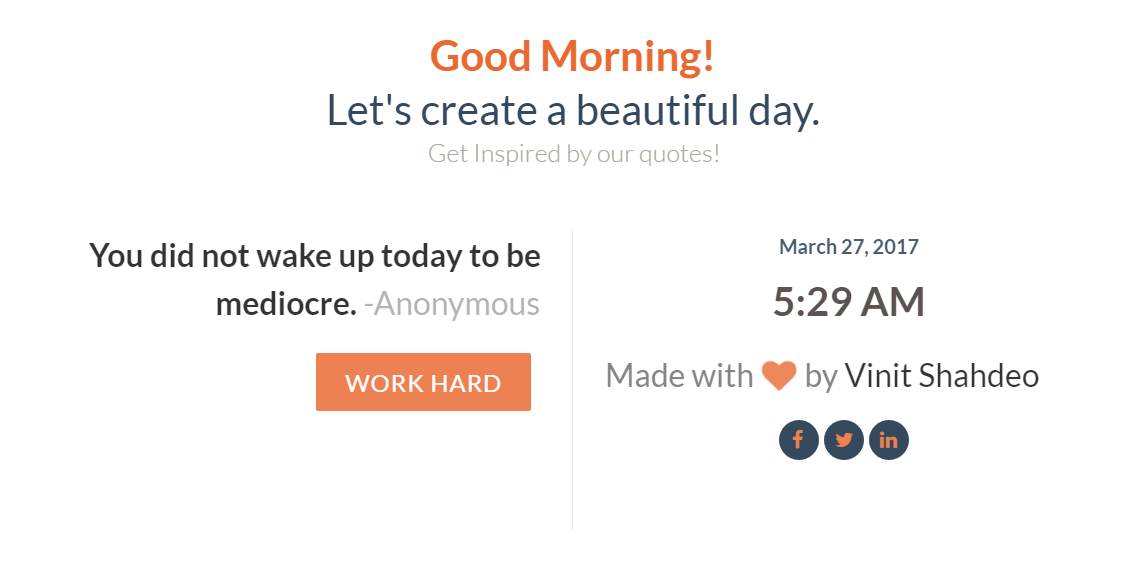 Good Morning!
Let's create a beautiful day.
Get Inspired by our quotes!
You did not wake up today to be
mediocre. -Anonymous
WORK HARD
March 27, 2017
5:29 AM
Made with by Vinit Shahdeo